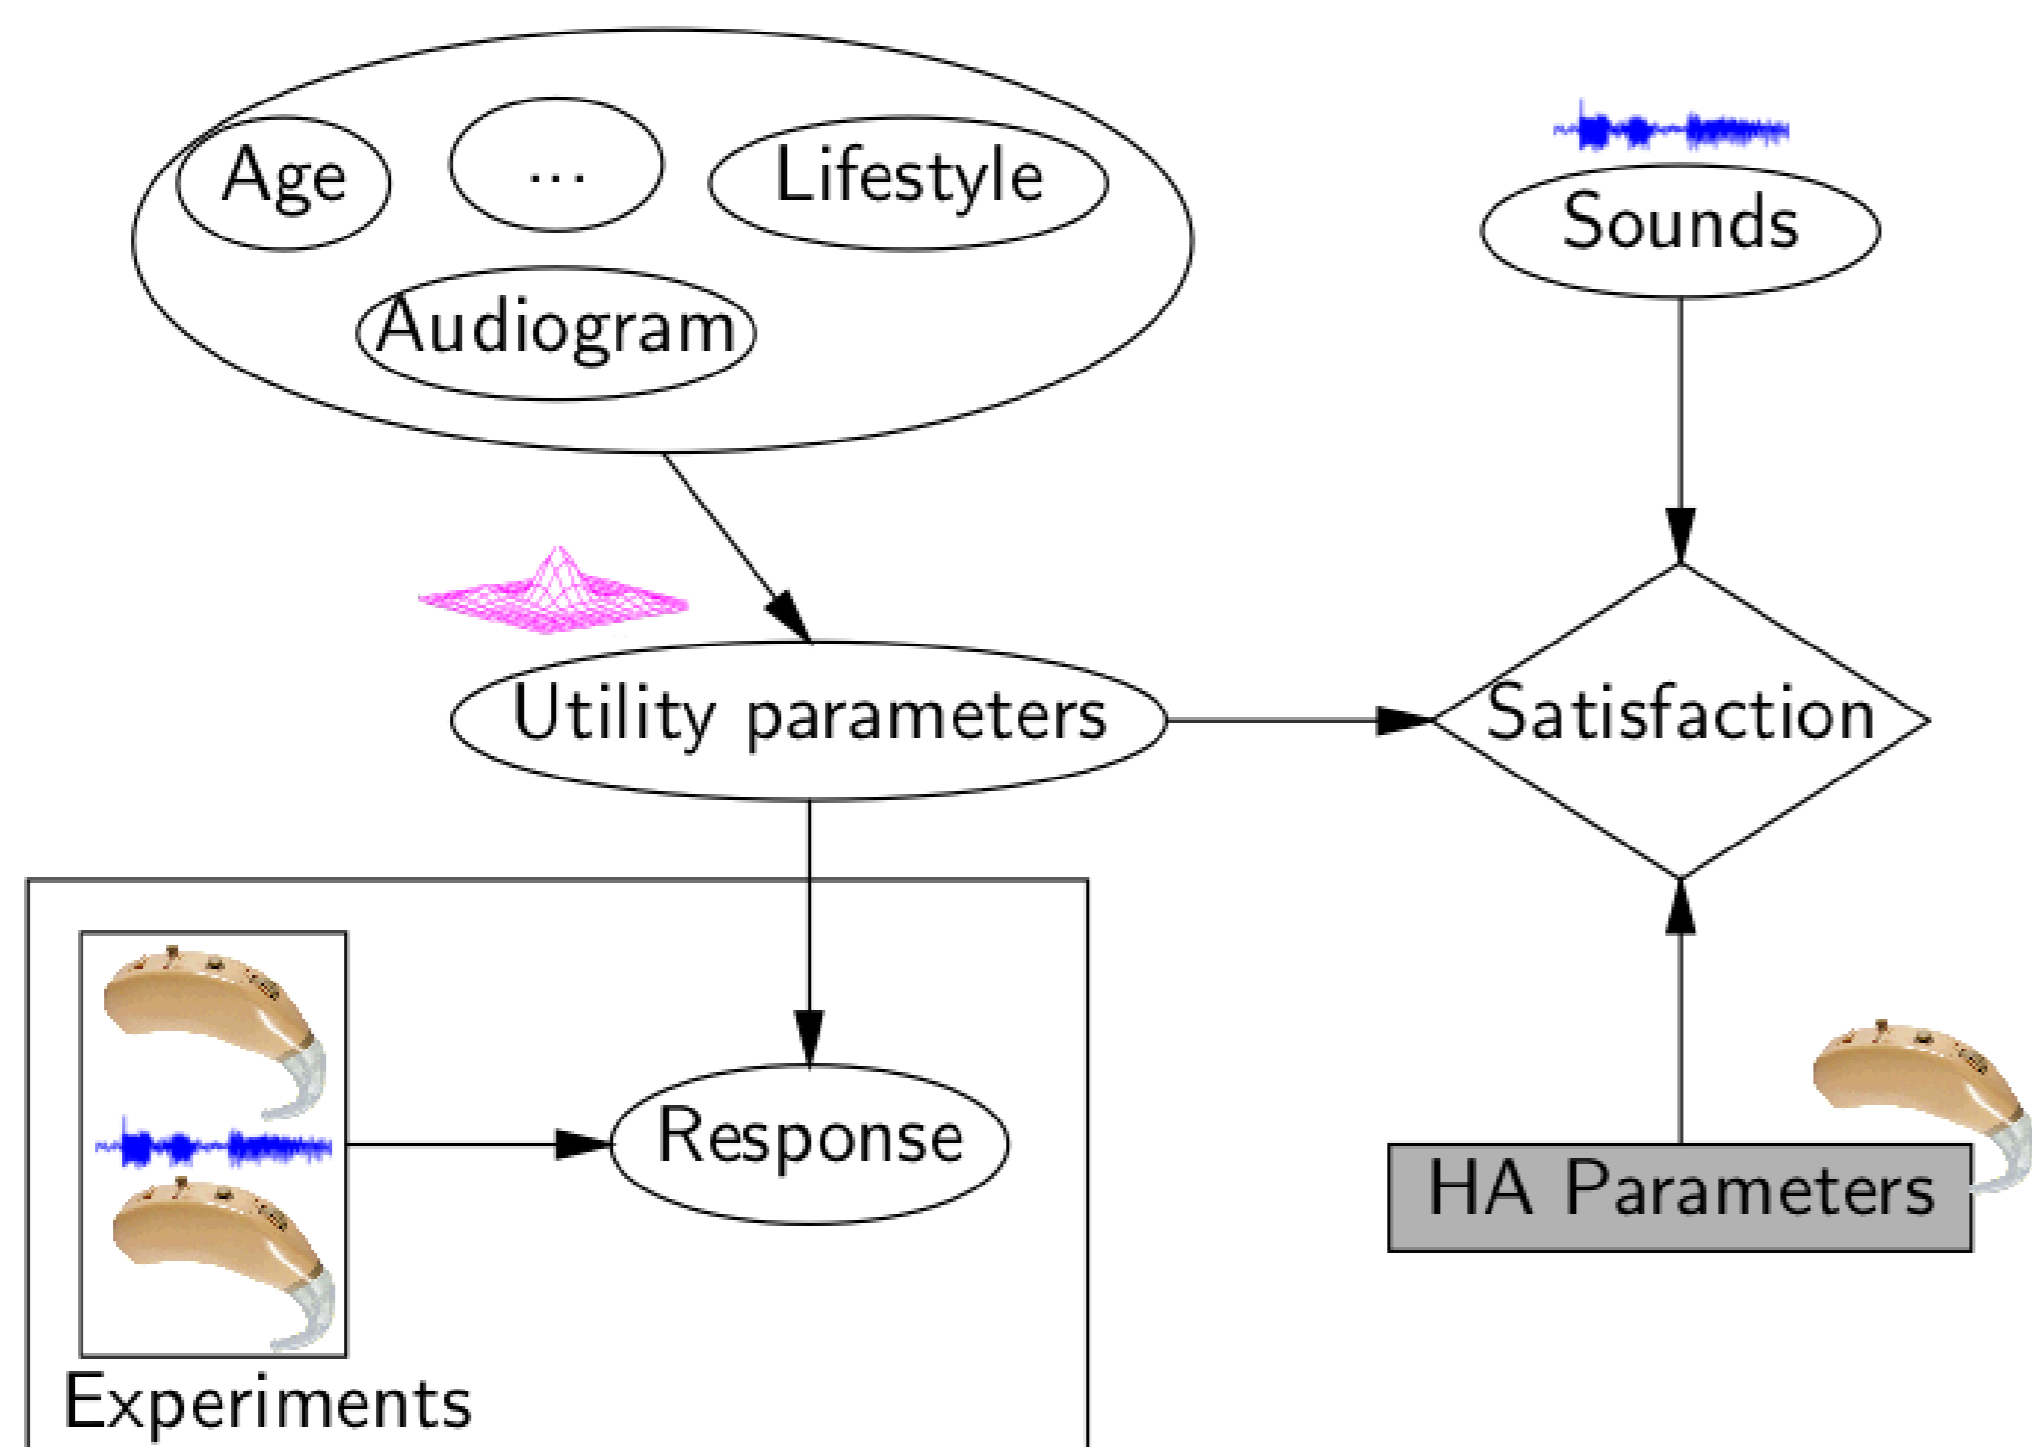 Age
...
Lifestyle
Audiogram
Sounds
Utility parameters
Satisfaction
Response
HA Parameters
Experiments